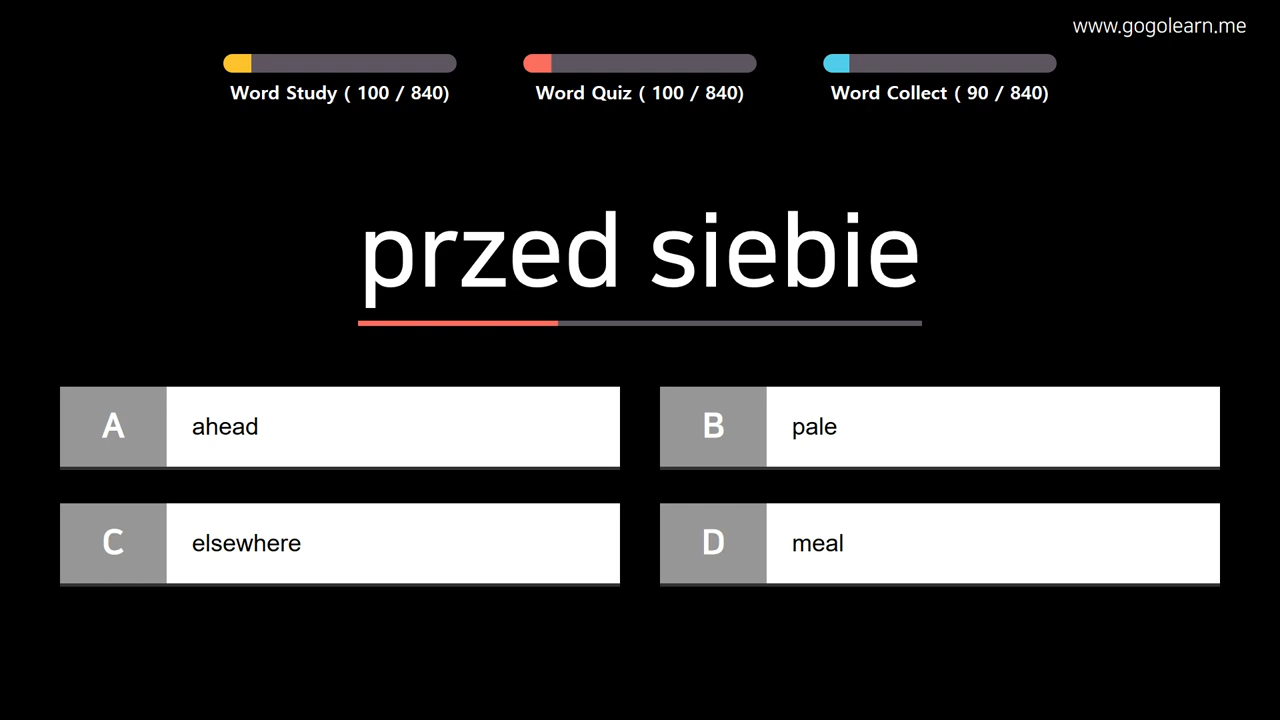 www.gogolearn.me
Word Study ( 100 / 840)
Word Quiz ( 100 / 840)
Word Collect ( 90 / 840)
przed siebie
A ahead
B pale
C elsewhere
D meal